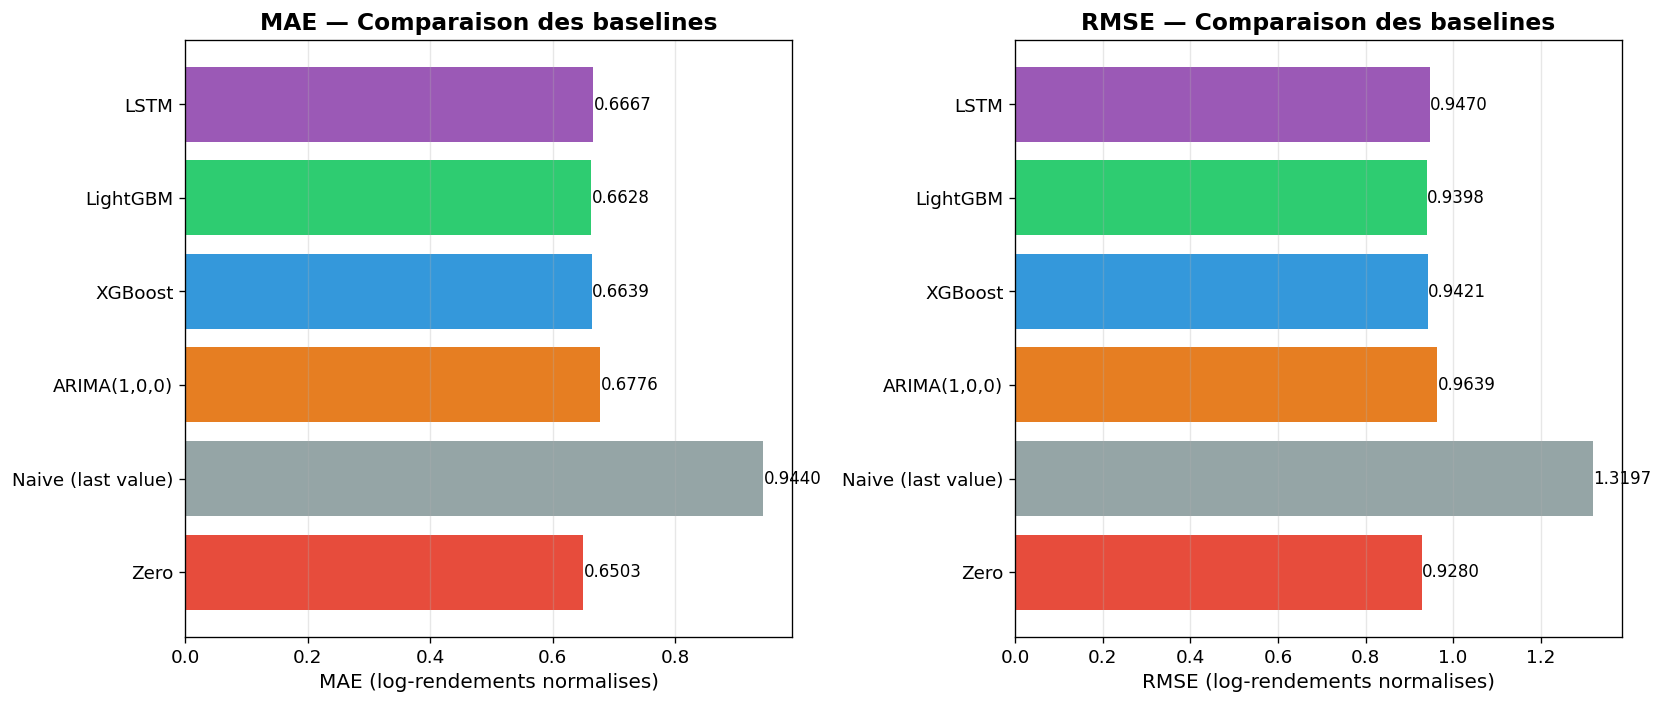 MAE — Comparaison des baselines
LSTM
0.6667
LightGBM
0.6628
XGBoost
0.6639
ARIMA(1,0,0)
0.6776
Naive (last value)
0.9440
Zero
0.6503
0.0 0.2 0.4 0.6 0.8
MAE (log-rendements normalises)
RMSE — Comparaison des baselines
LSTM
0.9470
LightGBM
0.9398
XGBoost
0.9421
ARIMA(1,0,0)
0.9639
Naive (last value)
1.3197
Zero
0.9280
0.0 0.2 0.4 0.6 0.8 1.0 1.2
RMSE (log-rendements normalises)